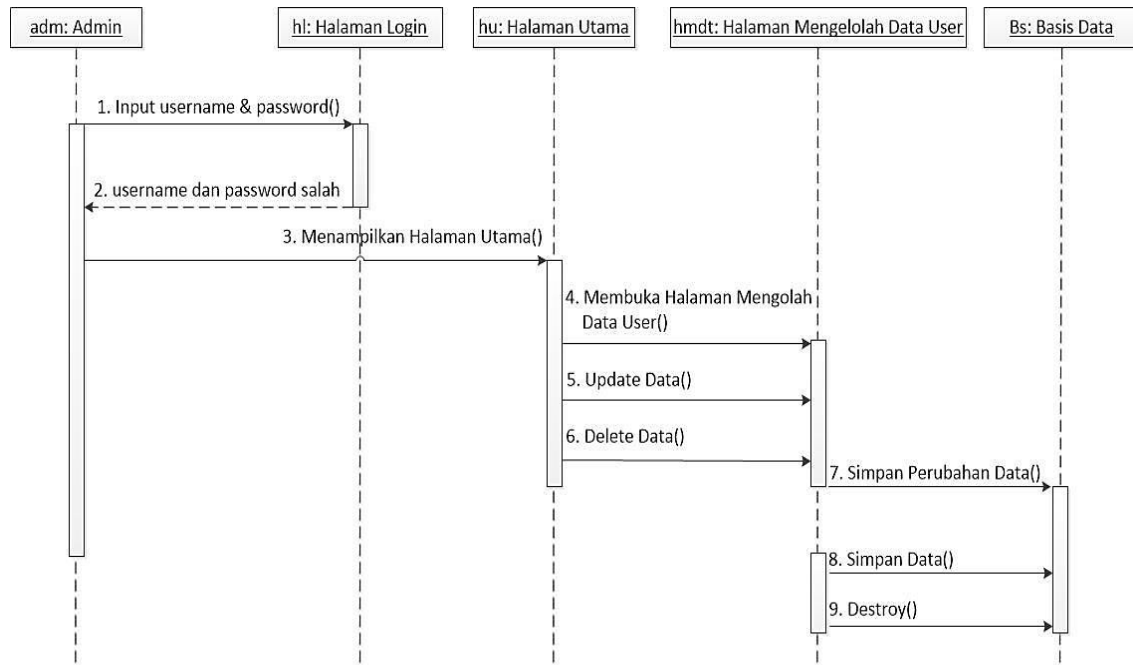 adm: Admin
hl: Halaman Login
hu: Halaman Utama
hmdt: Halaman Mengelolah Data User
Bs: Basis Data
1. Input username & password()
2. username dan password salah
3. Menampilkan Halaman Utama()
4. Membuka Halaman Mengolah
Data User()
5. Update Data()
6. Delete Data()
7. Simpan Perubahan Data()
8. Simpan Data()
9. Destroy()